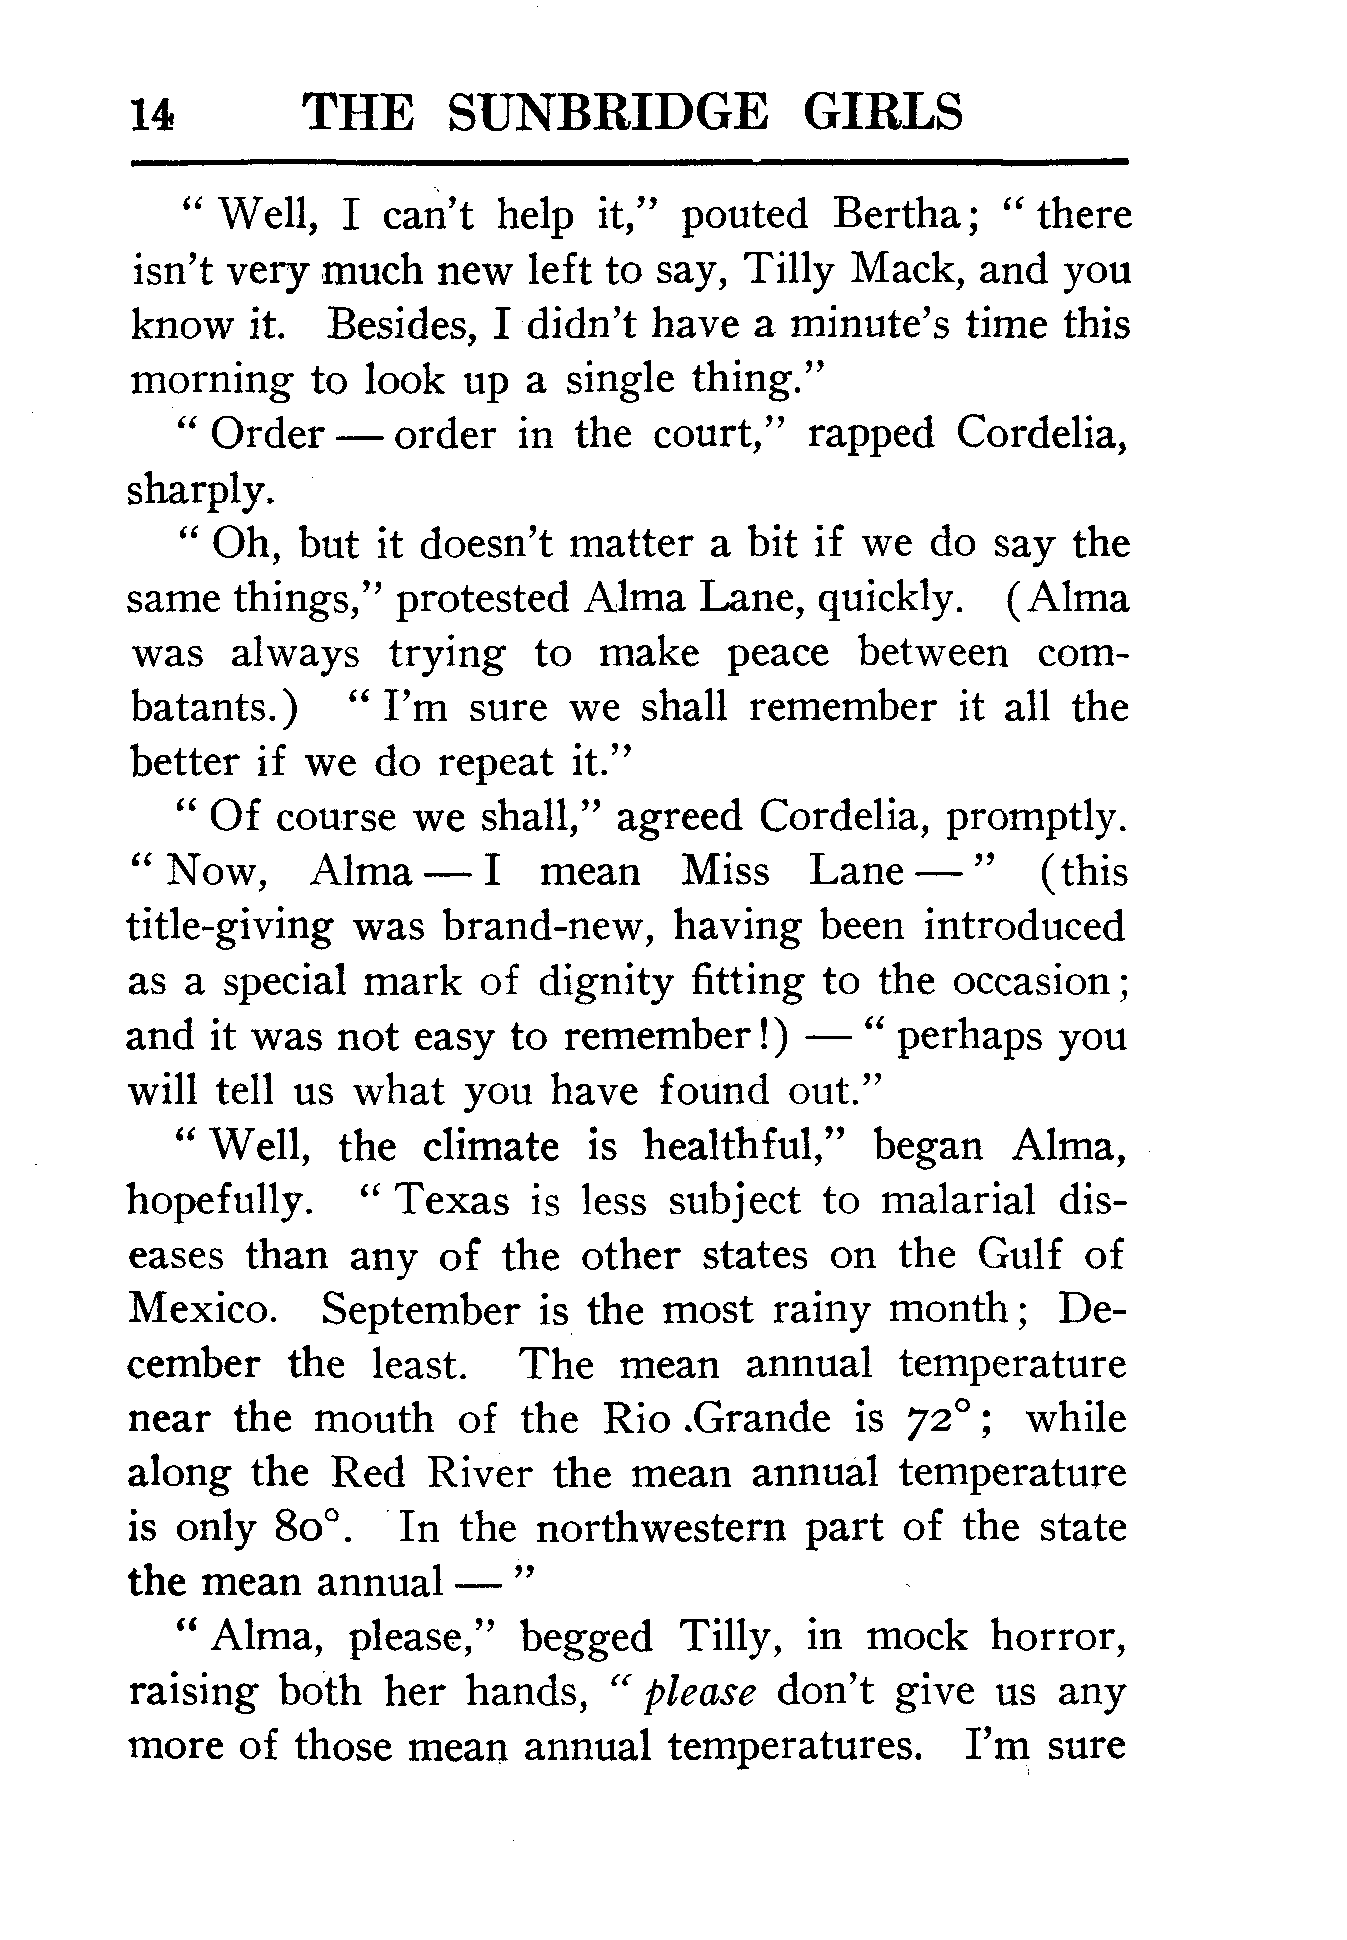 14 THE SUNBRIDGE GIRLS
" Well, I can't help it," pouted Bertha; " there
isn't very much new left to say, Tilly Mack, and you
know it. Besides, I didn't have a minute's time this
morning to look up a single thing."
" Order — order in the court," rapped Cordelia,
sharply.
" Oh, but it doesn't matter a bit if we do say the
same things," protested Alma Lane, quickly. (Alma
was always trying to make peace between com-
batants.) " I'm sure we shall remember it all the
better if we do repeat it."
" Of course we shall," agreed Cordelia, promptly.
" Now, Alma — I mean Miss Lane — " (this
title-giving was brand-new, having been introduced
as a special mark of dignity fitting to the occasion;
and it was not easy to remember!) — " perhaps you
will tell us what you have found out."
" Well, the climate is healthful," began Alma,
hopefully. " Texas is less subject to malarial dis-
eases than any of the other states on the Gulf of
Mexico. September is the most rainy month; De-
cember the least. The mean annual temperature
near the mouth of the Rio .Grande is 72°; while
along the Red River the mean annual temperature
is only 80°. In the northwestern part of the state
the mean annual — "
" Alma, please," begged Tilly, in mock horror,
raising both her hands, " please don't give us any
more of those mean annual temperatures. I'm sure